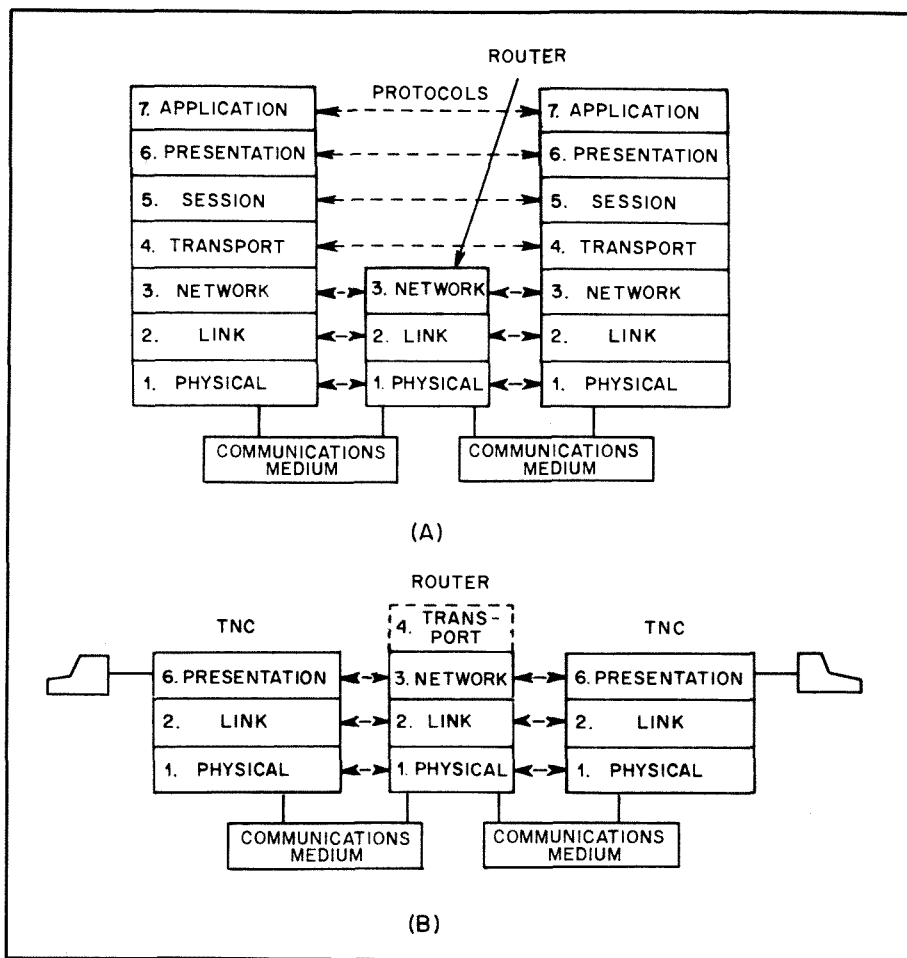 ROUTER
PROTOCOLS
7. APPLICATION
7. APPLICATION
6. PRESENTATION
6. PRESENTATION
5. SESSION
5. SESSION
4. TRANSPORT
4. TRANSPORT
3. NETWORK
3. NETWORK
3. NETWORK
2. LINK
2. LINK
2. LINK
1. PHYSICAL
1. PHYSICAL
1. PHYSICAL
COMMUNICATIONS
MEDIUM
COMMUNICATIONS
MEDIUM
(A)
ROUTER
TNC
4. TRANS-
PORT
TNC
6. PRESENTATION
3. NETWORK
6. PRESENTATION
2. LINK
2. LINK
2. LINK
1. PHYSICAL
1. PHYSICAL
1. PHYSICAL
COMMUNICATIONS
MEDIUM
COMMUNICATIONS
MEDIUM
(B)